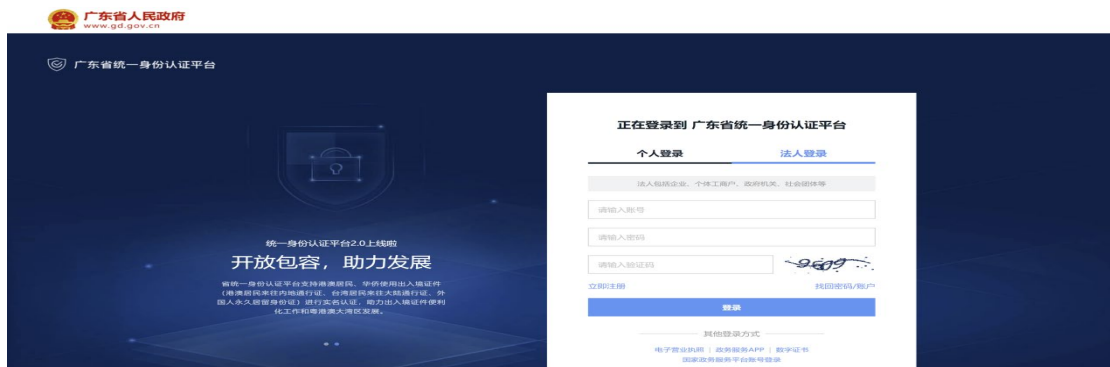 广东省人民政府
www.gd.gov.cn
广东省统一身份认证平台
统一身份认证平台2.0上线啦
开放包容，助力发展
省统一身份认证平台支持港澳居民、华侨使用出入境证件
（港澳居民来往内地通行证、台湾居民来往大陆通行证、外
国人永久居留身份证）进行实名认证，助力出入境证件便利
化工作和粤港澳大湾区发展。
正在登录到 广东省统一身份认证平台
个人登录 法人登录
法人包括企业、个体工商户、政府机关、社会团体等
请输入账号
请输入密码
请输入验证码
立即注册 找回密码/账户
登录
其他登录方式
电子营业执照 | 政务服务APP | 数字证书
国家政务服务平台账号登录